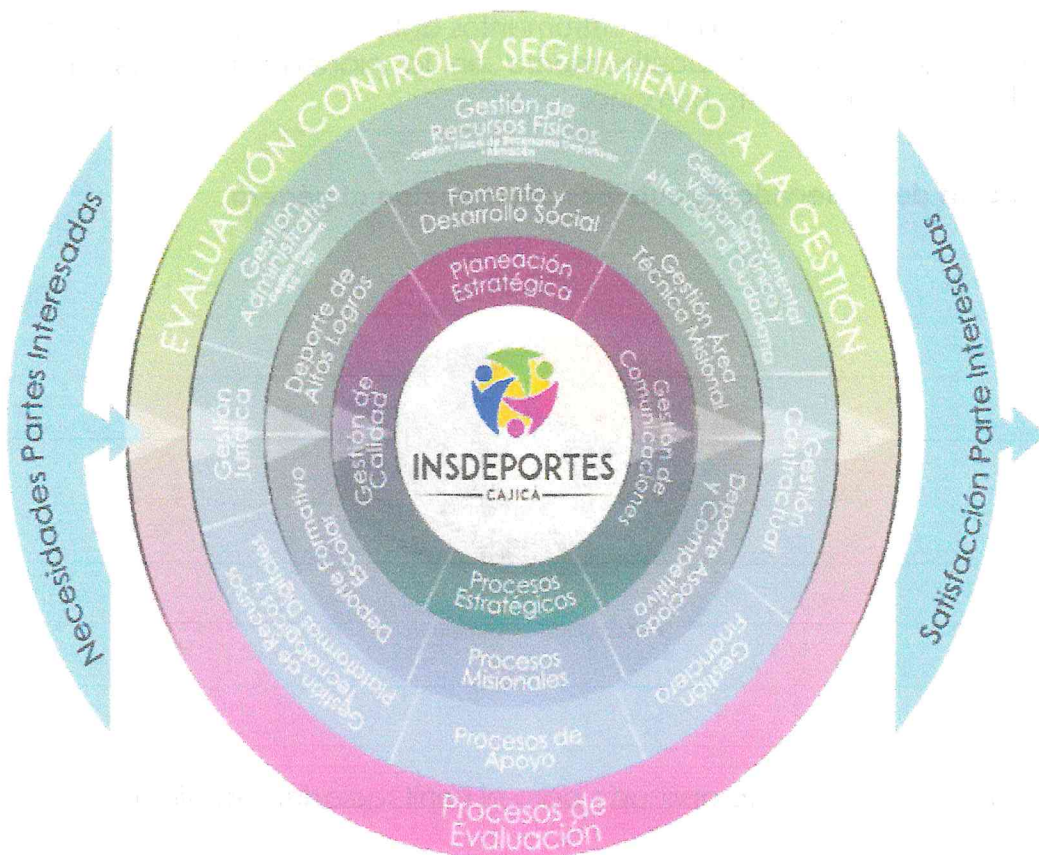 EVALUACIÓN CONTROL Y SEGUIMIENTO A LA GESTIÓN
Necesidades Partes Interesadas
Satisfacción Parte Interesadas
Gestión de
Recursos Físicos
Gestión
Administrativa
Gestión Documental
Ventanilla Única y
Atención al Ciudadano
Gestión
Jurídica
Gestión
Contractual
Gestión de Recursos
Tecnológicos y
Plataformas Digitales
Gestión
Financiero
Procesos de
Apoyo
Fomento y
Desarrollo Social
Deporte de
Altos Logros
Gestión Área
Técnica Misional
Deporte Formativo
Escolar
Deporte Asociado
Y Competitivo
Procesos
Misionales
Planeación
Estratégica
Gestión de
Calidad
Gestión de
Comunicaciones
Procesos
Estratégicos
INSDEPORTES
CAJICÁ
Procesos de
Evaluación